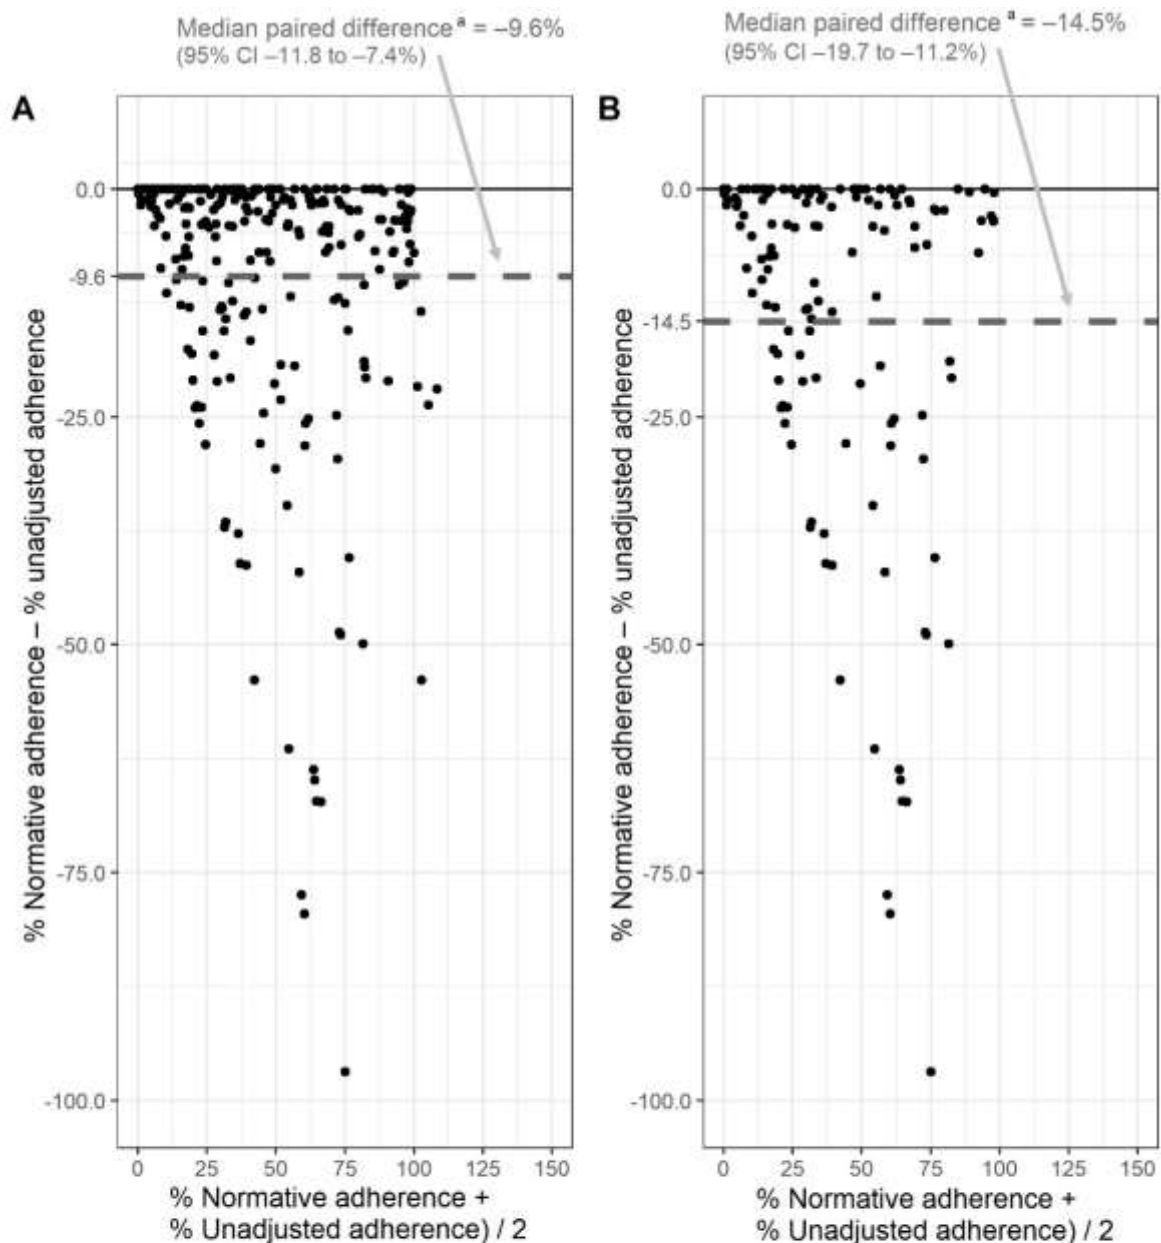 Median paired difference ᵃ = –9.6%
(95% CI –11.8 to –7.4%)
Median paired difference ᵃ = –14.5%
(95% CI –19.7 to –11.2%)
A
% Normative adherence – % unadjusted adherence
0.0
-9.6
-25.0
-50.0
-75.0
-100.0
0 25 50 75 100 125 150
% Normative adherence +
% Unadjusted adherence) / 2
B
% Normative adherence – % unadjusted adherence
0.0
-14.5
-25.0
-50.0
-75.0
-100.0
0 25 50 75 100 125 150
% Normative adherence +
% Unadjusted adherence) / 2